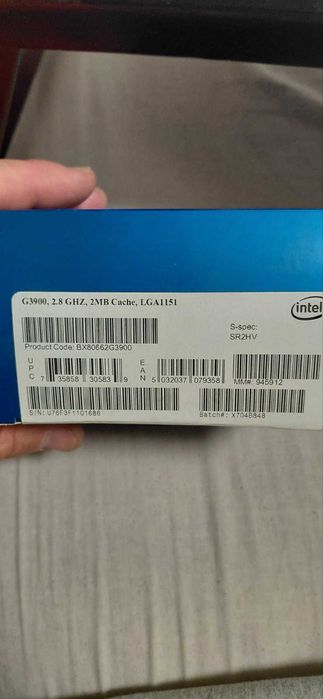 G3900, 2.8 GHZ, 2MB Cache, LGA1151
intel
S-spec:
SR2HV
Product Code: BX80662G3900
UPC 7 35858 30583 9
EAN 5 032037 079358
MM#: 945912
S/N: U76F3F1101686
Batch#: X704B848